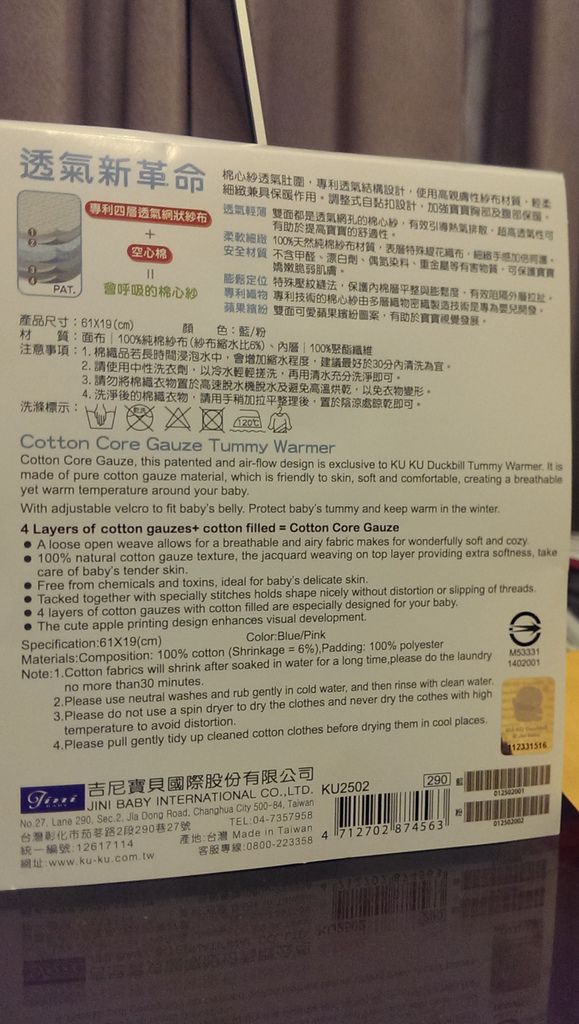 透氣新革命
棉心紗透氣肚圍，專利透氣結構設計，使用高親膚性紗布材質，輕柔
細緻兼具保暖作用。調整式自黏扣設計，加強寶寶胸部及腹部保暖。
專利四層透氣網狀紗布
+
空心棉
=
會呼吸的棉心紗
1
2
3
4
PAT.
透氣輕薄 雙面都是透氣網孔的棉心紗，有效引導熱氣排散，超高透氣性可
有助於提高寶寶的舒適性。
柔軟細緻 100%天然純棉紗布材質，表層特殊緹花織布，細緻手感加倍呵護。
安全材質 不含甲醛、漂白劑、偶氮染料、重金屬等有害物質，可保護寶寶
嬌嫩脆弱肌膚。
膨鬆定位 特殊壓紋縫法，保護內棉層平整與膨鬆度，有效阻隔外層拉扯。
專利織物 專利技術的棉心紗由多層織物密織製造技術是專為嬰兒開發。
蘋果繽紛 雙面可愛蘋果繽紛圖案，有助於寶寶視覺發展。
產品尺寸：61X19(cm) 顏 色：藍/粉
材 質：面布｜100%純棉紗布(紗布縮水比6%)、內層｜100%聚酯纖維
注意事項：1.棉織品若長時間浸泡水中，會增加縮水程度，建議最好於30分內清洗為宜。
2.請使用中性洗衣劑，以冷水輕輕搓洗，再用清水充分洗淨即可。
3.請勿將棉織衣物置於高速脫水機脫水及避免高溫烘乾，以免衣物變形。
4.洗淨後的棉織衣物，請用手稍加拉平整理後，置於陰涼處晾乾即可。
洗滌標示：
120℃
Cotton Core Gauze Tummy Warmer
Cotton Core Gauze, this patented and air-flow design is exclusive to KU KU Duckbill Tummy Warmer. It is
made of pure cotton gauze material, which is friendly to skin, soft and comfortable, creating a breathable
yet warm temperature around your baby.
With adjustable velcro to fit baby's belly. Protect baby's tummy and keep warm in the winter.
4 Layers of cotton gauzes+ cotton filled = Cotton Core Gauze
● A loose open weave allows for a breathable and airy fabric makes for wonderfully soft and cozy.
● 100% natural cotton gauze texture, the jacquard weaving on top layer providing extra softness, take
care of baby's tender skin.
● Free from chemicals and toxins, ideal for baby's delicate skin.
● Tacked together with specially stitches holds shape nicely without distortion or slipping of threads.
● 4 layers of cotton gauzes with cotton filled are especially designed for your baby.
● The cute apple printing design enhances visual development.
Specification:61X19(cm) Color:Blue/Pink
Materials:Composition: 100% cotton (Shrinkage = 6%),Padding: 100% polyester
Note:1.Cotton fabrics will shrink after soaked in water for a long time,please do the laundry
no more than30 minutes.
2.Please use neutral washes and rub gently in cold water, and then rinse with clean water.
3.Please do not use a spin dryer to dry the clothes and never dry the cothes with high
temperature to avoid distortion.
4.Please pull gently tidy up cleaned cotton clothes before drying them in cool places.
M53331
1402001
112331516
Jini
BABY
吉尼寶貝國際股份有限公司
JINI BABY INTERNATIONAL CO.,LTD.
No.27, Lane 290, Sec.2, Jia Dong Road, Changhua City 500-84, Taiwan
台灣彰化市茄苳路2段290巷27號 TEL:04-7357958
統一編號:12617114 產地:台灣 Made in Taiwan
網址:www.ku-ku.com.tw 客服專線:0800-223358
KU2502
290
4 712702 874563
藍
012502001
粉
012502002